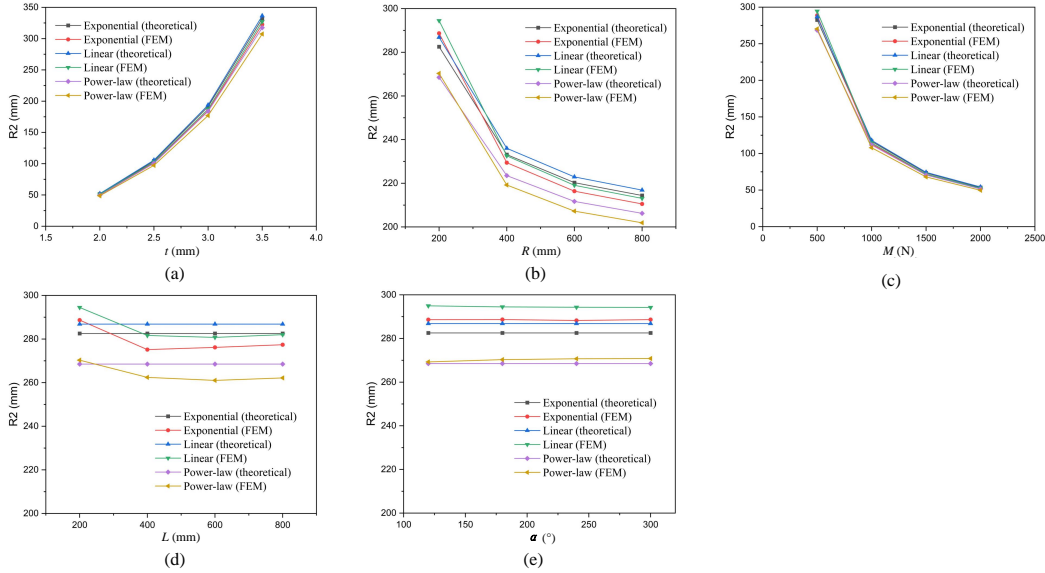 350
300
250
200
150
100
50
0
R2 (mm)
1.5 2.0 2.5 3.0 3.5 4.0
t (mm)
Exponential (theoretical)
Exponential (FEM)
Linear (theoretical)
Linear (FEM)
Power-law (theoretical)
Power-law (FEM)
(a)
300
280
260
240
220
200
R2 (mm)
200 400 600 800
R (mm)
Exponential (theoretical)
Exponential (FEM)
Linear (theoretical)
Linear (FEM)
Power-law (theoretical)
Power-law (FEM)
(b)
300
250
200
150
100
50
0
R2 (mm)
0 500 1000 1500 2000 2500
M (N)
Exponential (theoretical)
Exponential (FEM)
Linear (theoretical)
Linear (FEM)
Power-law (theoretical)
Power-law (FEM)
(c)
300
280
260
240
220
200
R2 (mm)
200 400 600 800
L (mm)
Exponential (theoretical)
Exponential (FEM)
Linear (theoretical)
Linear (FEM)
Power-law (theoretical)
Power-law (FEM)
(d)
300
280
260
240
220
200
R2 (mm)
100 150 200 250 300
α (°)
Exponential (theoretical)
Exponential (FEM)
Linear (theoretical)
Linear (FEM)
Power-law (theoretical)
Power-law (FEM)
(e)